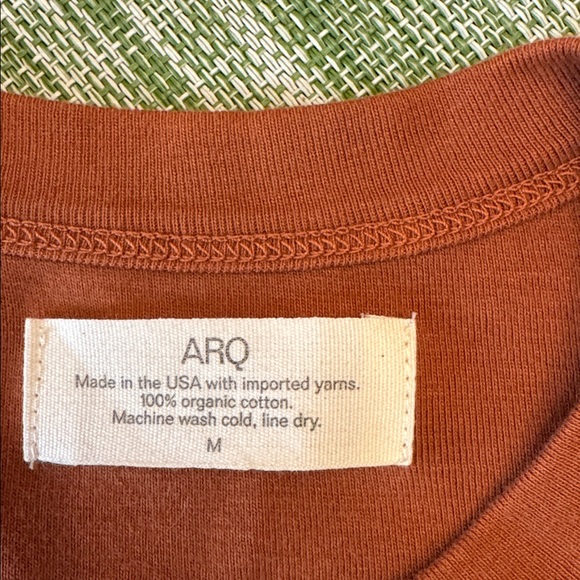 ARQ
Made in the USA with imported yarns.
100% organic cotton.
Machine wash cold, line dry.
M